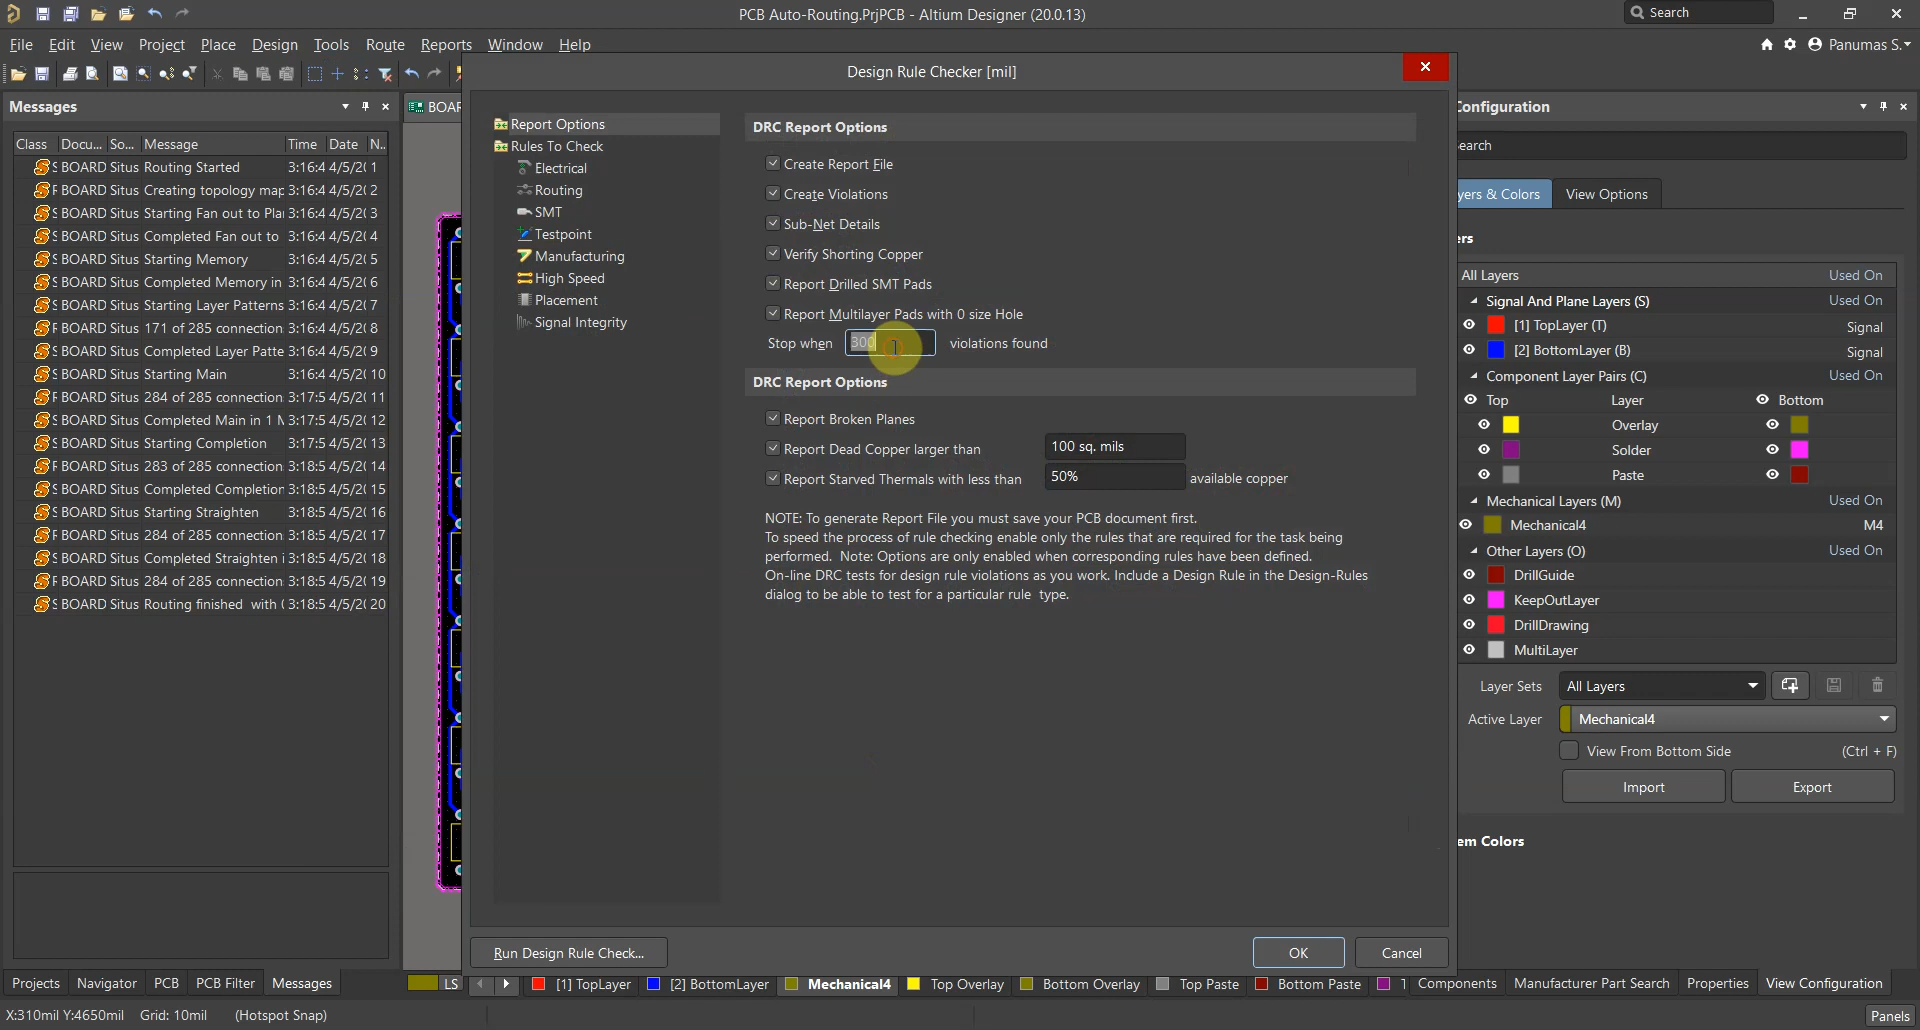 PCB Auto-Routing.PrjPCB - Altium Designer (20.0.13)
Search
File Edit View Project Place Design Tools Route Reports Window Help
Panumas S.
Messages
Class Docu... So... Message Time Date N..
BOARD Situs Routing Started 3:16:4 4/5/2( 1
BOARD Situs Creating topology map 3:16:4 4/5/2( 2
BOARD Situs Starting Fan out to Pla 3:16:4 4/5/2( 3
BOARD Situs Completed Fan out to 3:16:4 4/5/2( 4
BOARD Situs Starting Memory 3:16:4 4/5/2( 5
BOARD Situs Completed Memory in 3:16:4 4/5/2( 6
BOARD Situs Starting Layer Patterns 3:16:4 4/5/2( 7
BOARD Situs 171 of 285 connection 3:16:4 4/5/2( 8
BOARD Situs Completed Layer Patte 3:16:4 4/5/2( 9
BOARD Situs Starting Main 3:16:4 4/5/2( 10
BOARD Situs 284 of 285 connection 3:17:5 4/5/2( 11
BOARD Situs Completed Main in 1 3:17:5 4/5/2( 12
BOARD Situs Starting Completion 3:17:5 4/5/2( 13
BOARD Situs 283 of 285 connection 3:18:5 4/5/2( 14
BOARD Situs Completed Completion 3:18:5 4/5/2( 15
BOARD Situs Starting Straighten 3:18:5 4/5/2( 16
BOARD Situs 284 of 285 connection 3:18:5 4/5/2( 17
BOARD Situs Completed Straighten i 3:18:5 4/5/2( 18
BOARD Situs 284 of 285 connection 3:18:5 4/5/2( 19
BOARD Situs Routing finished with ( 3:18:5 4/5/2( 20
BOAR
Design Rule Checker [mil]
Report Options
Rules To Check
Electrical
Routing
SMT
Testpoint
Manufacturing
High Speed
Placement
Signal Integrity
DRC Report Options
Create Report File
Create Violations
Sub-Net Details
Verify Shorting Copper
Report Drilled SMT Pads
Report Multilayer Pads with 0 size Hole
Stop when 300 violations found
DRC Report Options
Report Broken Planes
Report Dead Copper larger than 100 sq. mils
Report Starved Thermals with less than 50% available copper
NOTE: To generate Report File you must save your PCB document first.
To speed the process of rule checking enable only the rules that are required for the task being
performed. Note: Options are only enabled when corresponding rules have been defined.
On-line DRC tests for design rule violations as you work. Include a Design Rule in the Design-Rules
dialog to be able to test for a particular rule type.
Run Design Rule Check... OK Cancel
Configuration
earch
yers & Colors View Options
ers
All Layers Used On
Signal And Plane Layers (S) Used On
[1] TopLayer (T) Signal
[2] BottomLayer (B) Signal
Component Layer Pairs (C) Used On
Top Layer Bottom
Overlay
Solder
Paste
Mechanical Layers (M) Used On
Mechanical4 M4
Other Layers (O) Used On
DrillGuide
KeepOutLayer
DrillDrawing
MultiLayer
Layer Sets All Layers
Active Layer Mechanical4
View From Bottom Side (Ctrl + F)
Import Export
em Colors
Projects Navigator PCB PCB Filter Messages
LS [1] TopLayer [2] BottomLayer Mechanical4 Top Overlay Bottom Overlay Top Paste Bottom Paste
Components Manufacturer Part Search Properties View Configuration
X:310mil Y:4650mil Grid: 10mil (Hotspot Snap)
Panels